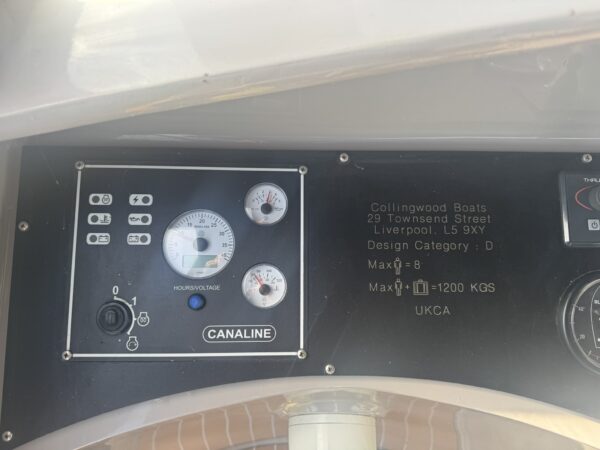 Collingwood Boats
29 Townsend Street
Liverpool. L5 9XY
Design Category : D
Max = 8
Max + = 1200 KGS
UKCA
HOURS/VOLTAGE
0
1
CANALINE
THRU